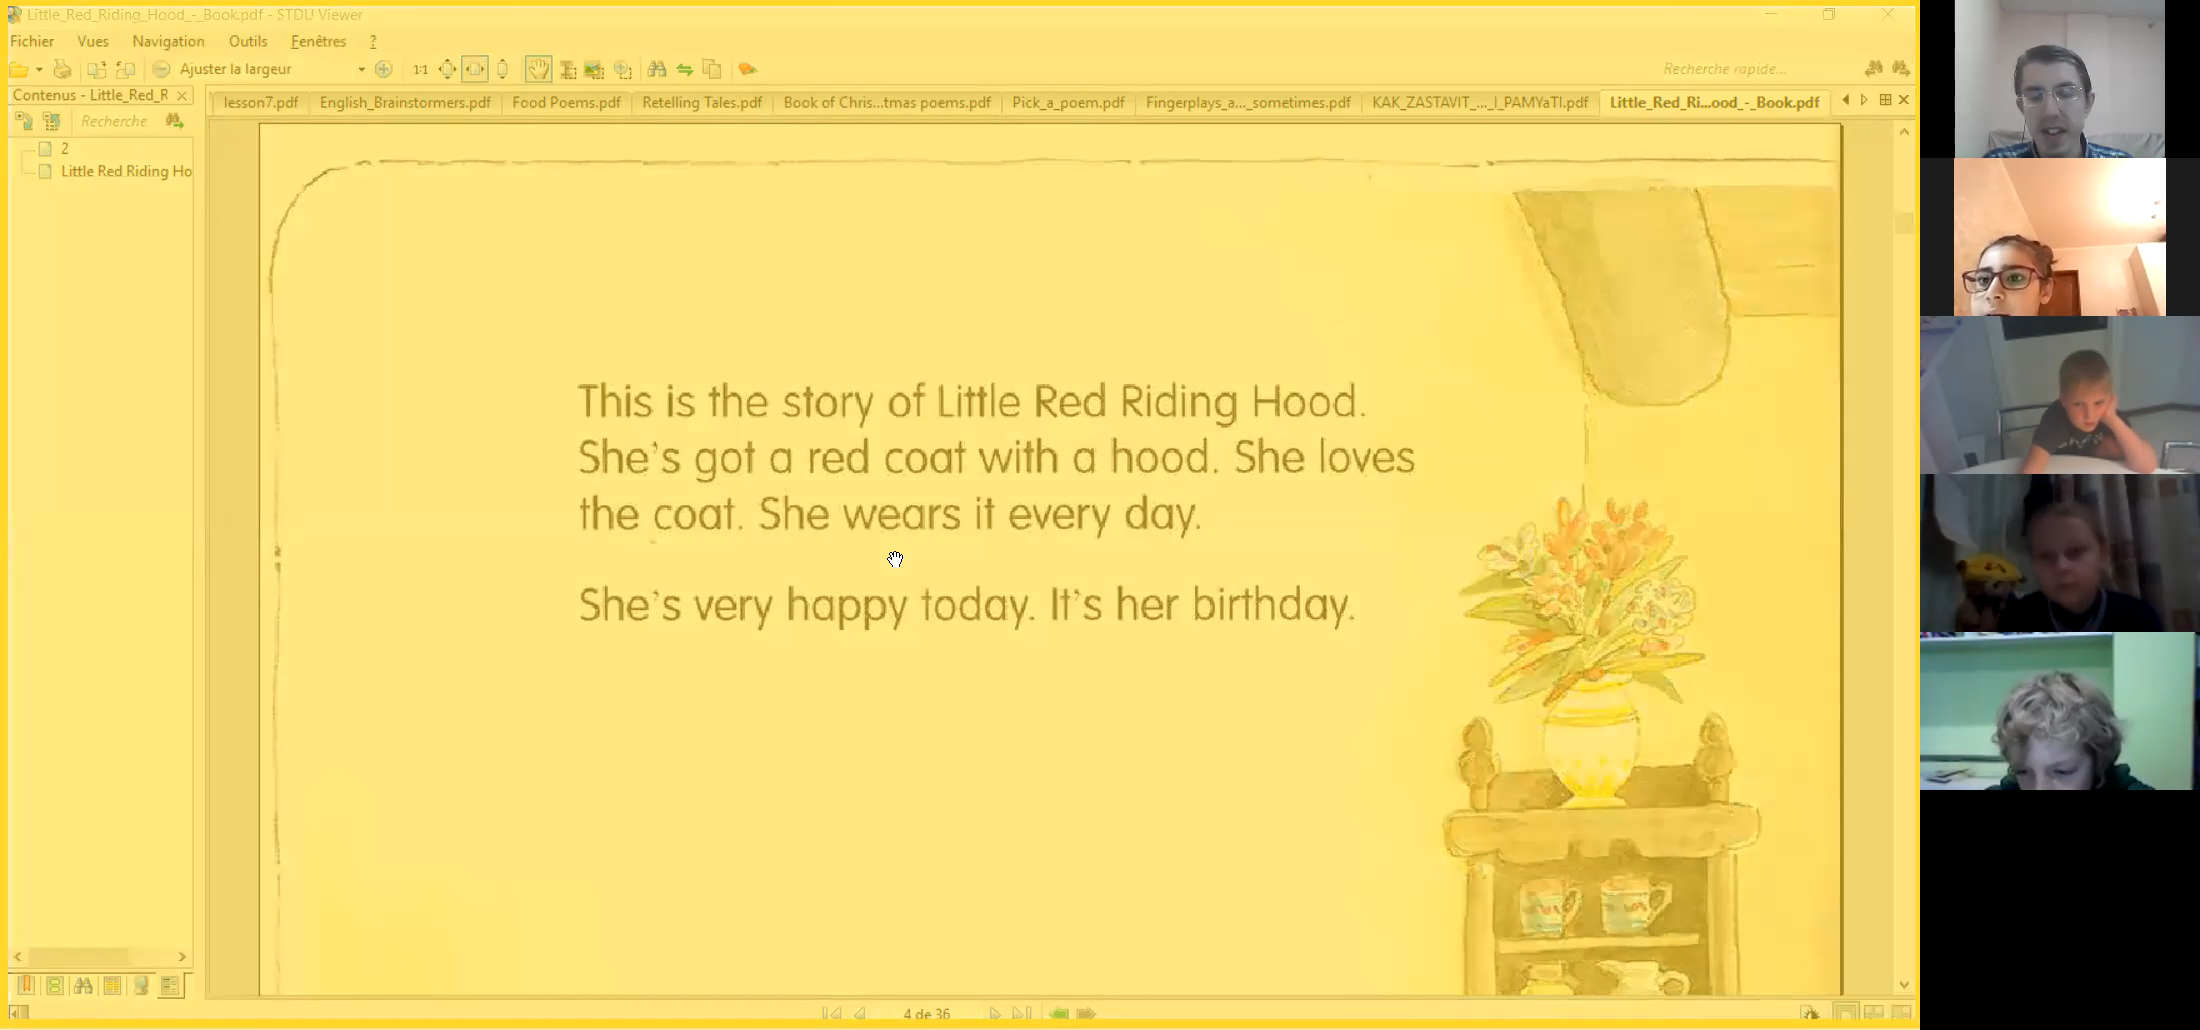 Little_Red_Riding_Hood_-_Book.pdf - STDU Viewer
Fichier Vues Navigation Outils Fenêtres ?
Ajuster la largeur 1:1 Recherche rapide...
Contenus - Little_Red_R
lesson7.pdf English_Brainstormers.pdf Food Poems.pdf Retelling Tales.pdf Book of Chris...tmas poems.pdf Pick_a_poem.pdf Fingerplays_a..._sometimes.pdf KAK_ZASTAVIT_..._I_PAMYaTI.pdf Little_Red_Ri...ood_-_Book.pdf
Recherche
2
Little Red Riding Ho
This is the story of Little Red Riding Hood.
She's got a red coat with a hood. She loves
the coat. She wears it every day.
She's very happy today. It's her birthday.
4 de 36